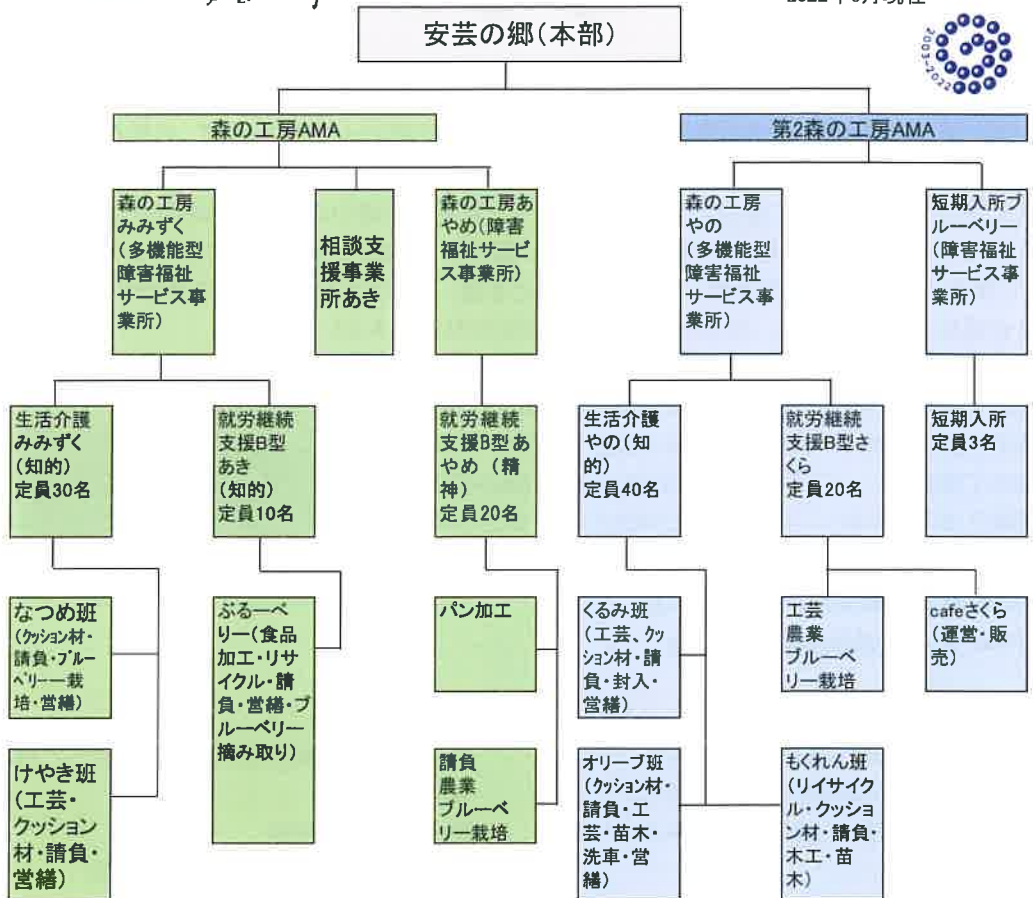 安芸の郷(本部)
2003-2022
森の工房AMA
第2森の工房AMA
森の工房
みみずく
(多機能型
障害福祉
サービス事
業所)
相談支
援事業
所あき
森の工房あ
やめ(障害
福祉サービ
ス事業所)
森の工房
やの
(多機能型
障害福祉
サービス事
業所)
短期入所ブ
ルーベリー
(障害福祉
サービス事
業所)
生活介護
みみずく
(知的)
定員30名
就労継続
支援B型
あき
(知的)
定員10名
就労継続
支援B型あ
やめ (精
神)
定員20名
生活介護
やの(知
的)
定員40名
就労継続
支援B型さ
くら
定員20名
短期入所
定員3名
なつめ班
(クッション材・
請負・ブルー
ベリー栽
培・営繕)
ぶるーべ
りー(食品
加工・リサ
イクル・請
負・営繕・ブ
ルーベリー
摘み取り)
パン加工
くるみ班
(工芸、クッ
ション材・請
負・封入・
営繕)
工芸
農業
ブルーベ
リー栽培
cafeさくら
(運営・販
売)
けやき班
(工芸・
クッション
材・請負・
営繕)
請負
農業
ブルーベ
リー栽培
オリーブ班
(クッション材・
請負・工
芸・苗木・
洗車・営
繕)
もくれん班
(リイサイク
ル・クッショ
ン材・請負・
木工・苗
木)